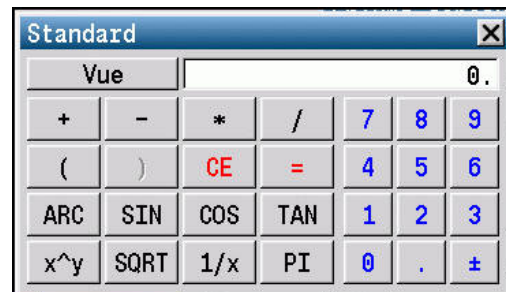 Standard
Vue 0.
+ - * / 7 8 9
( ) CE = 4 5 6
ARC SIN COS TAN 1 2 3
x^y SQRT 1/x PI 0 . ±